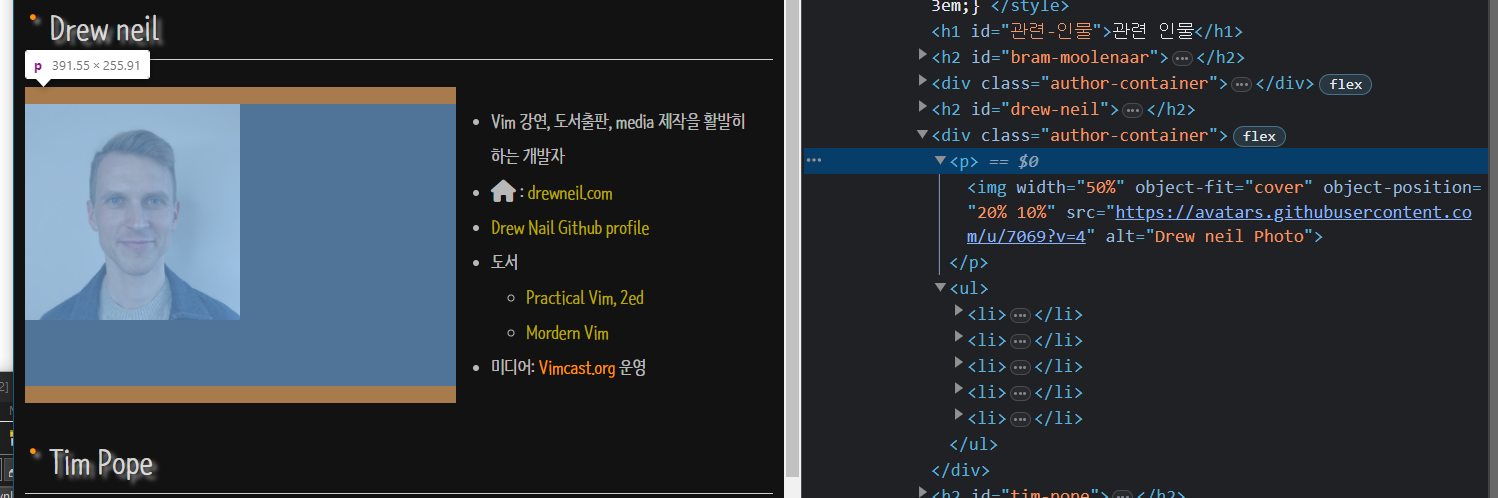 Drew neil
p 391.55 × 255.91
Vim 강연, 도서출판, media 제작을 활발히
하는 개발자
: drewneil.com
Drew Nail Github profile
도서
Practical Vim, 2ed
Mordern Vim
미디어: Vimcast.org 운영
Tim Pope
2]
3em;} </style>
<h1 id="관련-인물">관련 인물</h1>
<h2 id="bram-moolenaar">…</h2>
<div class="author-container">…</div> flex
<h2 id="drew-neil">…</h2>
<div class="author-container"> flex
… <p> == $0
<img width="50%" object-fit="cover" object-position=
"20% 10%" src="https://avatars.githubusercontent.co
m/u/7069?v=4" alt="Drew neil Photo">
</p>
<ul>
<li>…</li>
<li>…</li>
<li>…</li>
<li>…</li>
<li>…</li>
</ul>
</div>
<h2 id="tim-pope">…</h2>